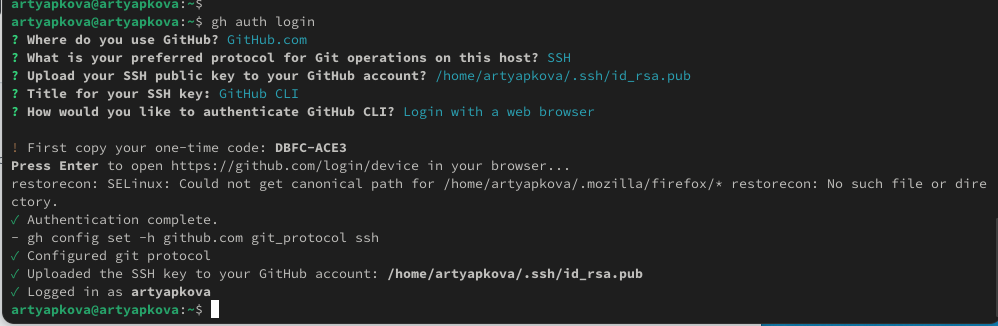 artyapkova@artyapkova:~$
artyapkova@artyapkova:~$ gh auth login
? Where do you use GitHub? GitHub.com
? What is your preferred protocol for Git operations on this host? SSH
? Upload your SSH public key to your GitHub account? /home/artyapkova/.ssh/id_rsa.pub
? Title for your SSH key: GitHub CLI
? How would you like to authenticate GitHub CLI? Login with a web browser
! First copy your one-time code: DBFC-ACE3
Press Enter to open https://github.com/login/device in your browser...
restorecon: SELinux: Could not get canonical path for /home/artyapkova/.mozilla/firefox/* restorecon: No such file or dire
ctory.
✓ Authentication complete.
- gh config set -h github.com git_protocol ssh
✓ Configured git protocol
✓ Uploaded the SSH key to your GitHub account: /home/artyapkova/.ssh/id_rsa.pub
✓ Logged in as artyapkova
artyapkova@artyapkova:~$